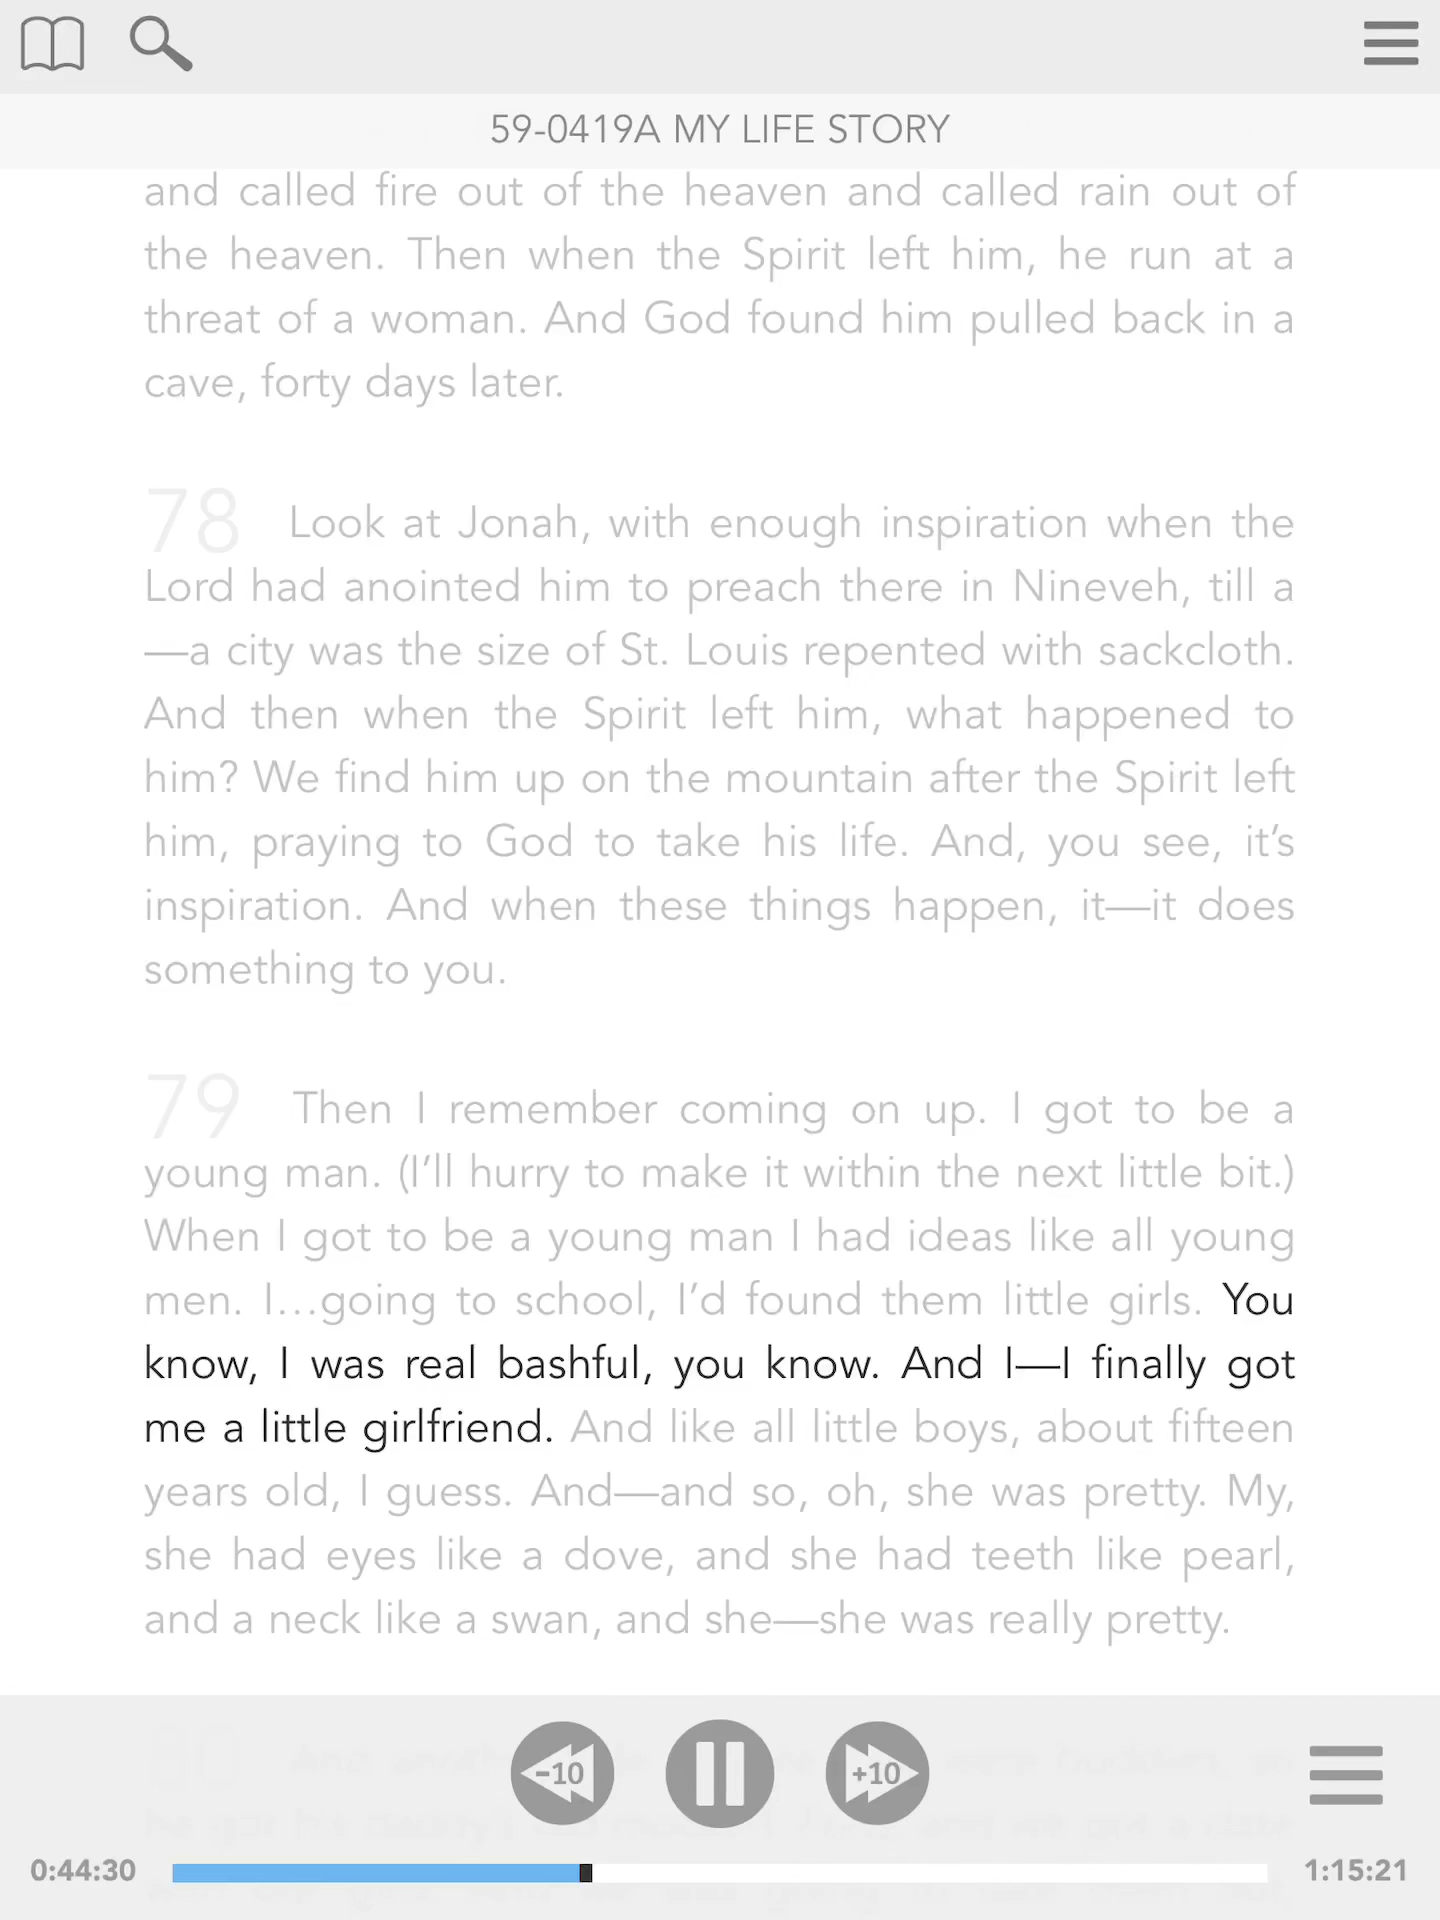 59-0419A MY LIFE STORY
and called fire out of the heaven and called rain out of
the heaven. Then when the Spirit left him, he run at a
threat of a woman. And God found him pulled back in a
cave, forty days later.
78 Look at Jonah, with enough inspiration when the
Lord had anointed him to preach there in Nineveh, till a
—a city was the size of St. Louis repented with sackcloth.
And then when the Spirit left him, what happened to
him? We find him up on the mountain after the Spirit left
him, praying to God to take his life. And, you see, it’s
inspiration. And when these things happen, it—it does
something to you.
79 Then I remember coming on up. I got to be a
young man. (I’ll hurry to make it within the next little bit.)
When I got to be a young man I had ideas like all young
men. I…going to school, I’d found them little girls. You
know, I was real bashful, you know. And I—I finally got
me a little girlfriend. And like all little boys, about fifteen
years old, I guess. And—and so, oh, she was pretty. My,
she had eyes like a dove, and she had teeth like pearl,
and a neck like a swan, and she—she was really pretty.
-10 +10
0:44:30 1:15:21